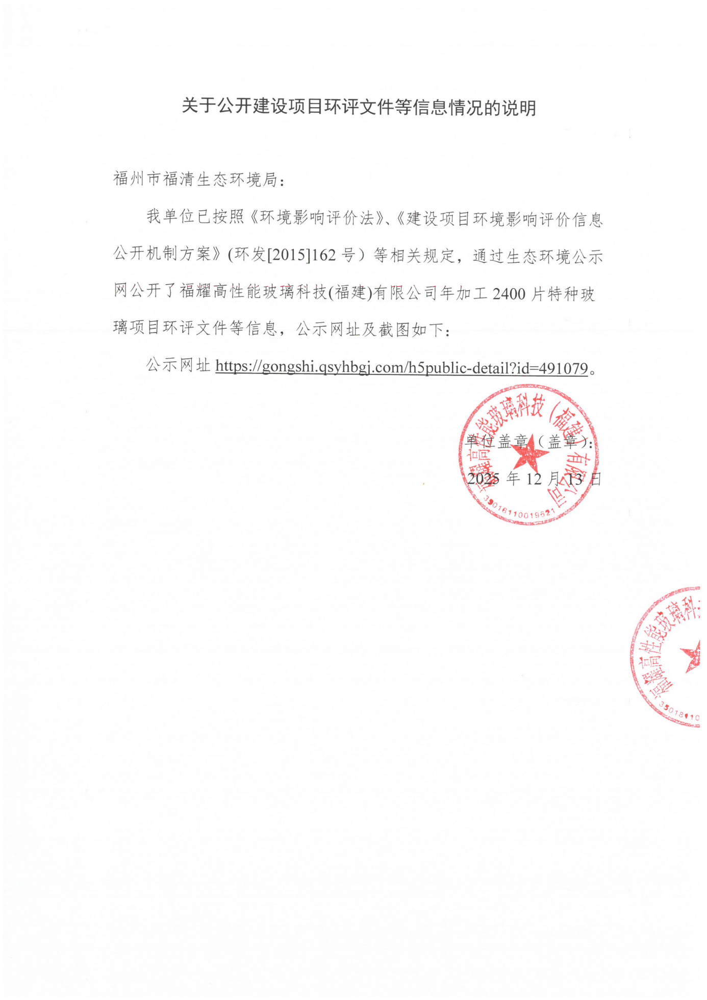 关于公开建设项目环评文件等信息情况的说明
福州市福清生态环境局：
我单位已按照《环境影响评价法》、《建设项目环境影响评价信息
公开机制方案》(环发[2015]162 号）等相关规定，通过生态环境公示
网公开了福耀高性能玻璃科技(福建)有限公司年加工 2400 片特种玻
璃项目环评文件等信息，公示网址及截图如下：
公示网址 https://gongshi.qsyhbgj.com/h5public-detail?id=491079。
福耀高性能玻璃科技（福建）有限公司
单位盖章（盖章）：
2025 年 12 月 13 日
福耀高性能玻璃科